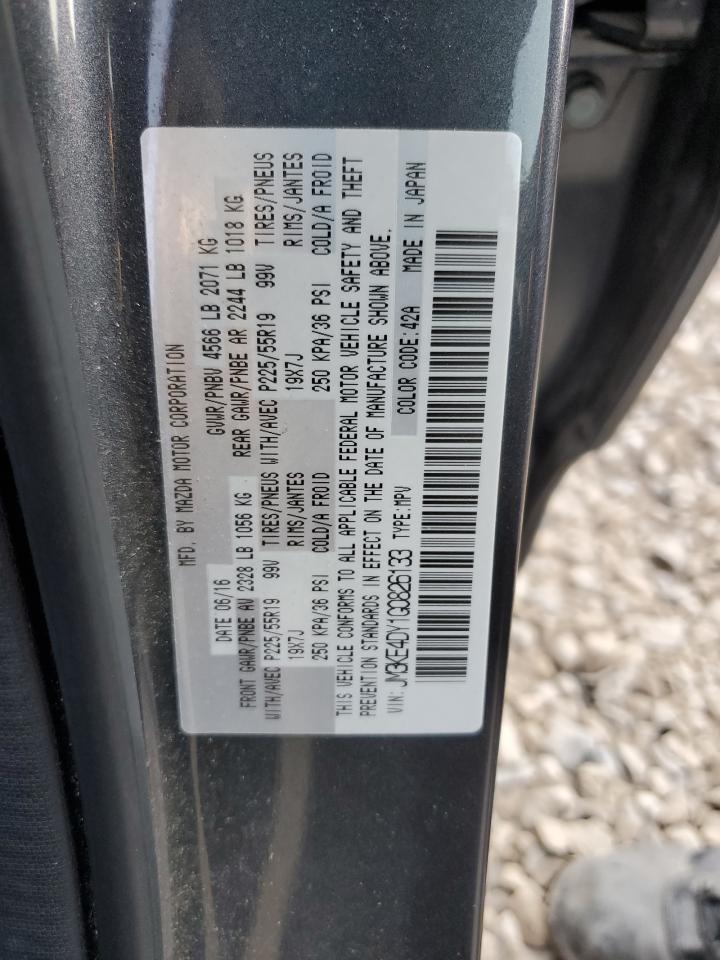 MFD. BY MAZDA MOTOR CORPORATION
DATE 06/16 GVWR/PNBV 4566 LB 2071 KG
FRONT GAWR/PNBE AV 2328 LB 1056 KG REAR GAWR/PNBE AR 2244 LB 1018 KG
WITH/AVEC P225/55R19 99V TIRES/PNEUS WITH/AVEC P225/55R19 99V TIRES/PNEUS
19X7J RIMS/JANTES 19X7J RIMS/JANTES
250 KPA/36 PSI COLD/A FROID 250 KPA/36 PSI COLD/A FROID
THIS VEHICLE CONFORMS TO ALL APPLICABLE FEDERAL MOTOR VEHICLE SAFETY AND THEFT
PREVENTION STANDARDS IN EFFECT ON THE DATE OF MANUFACTURE SHOWN ABOVE.
VIN: JM3KE4DY1G0826133 TYPE:MPV COLOR CODE:42A MADE IN JAPAN